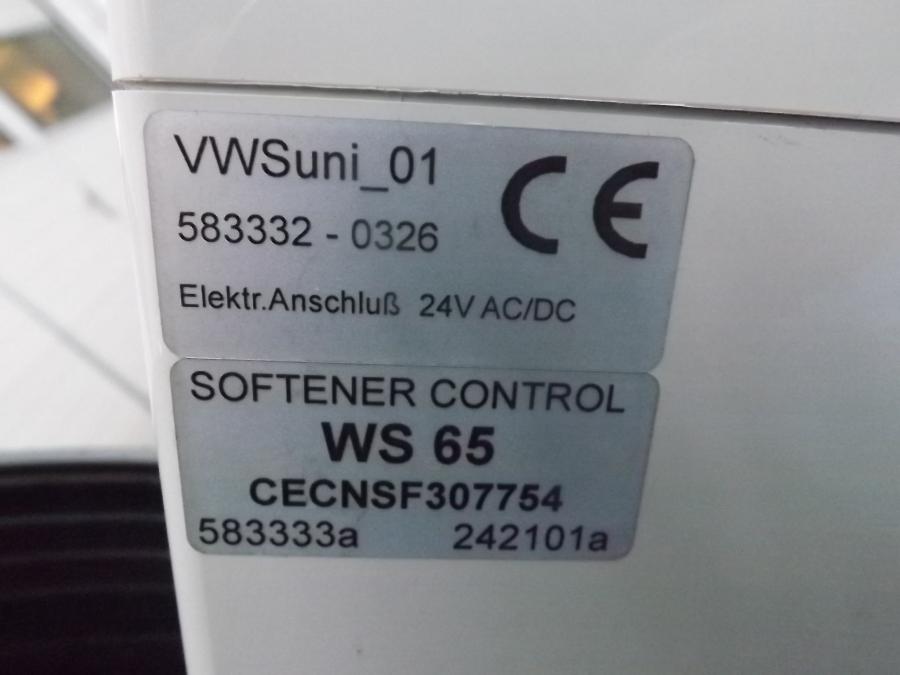 VWSuni_01
CE
583332 - 0326
Elektr.Anschluß 24V AC/DC
SOFTENER CONTROL
WS 65
CECNSF307754
583333a 242101a